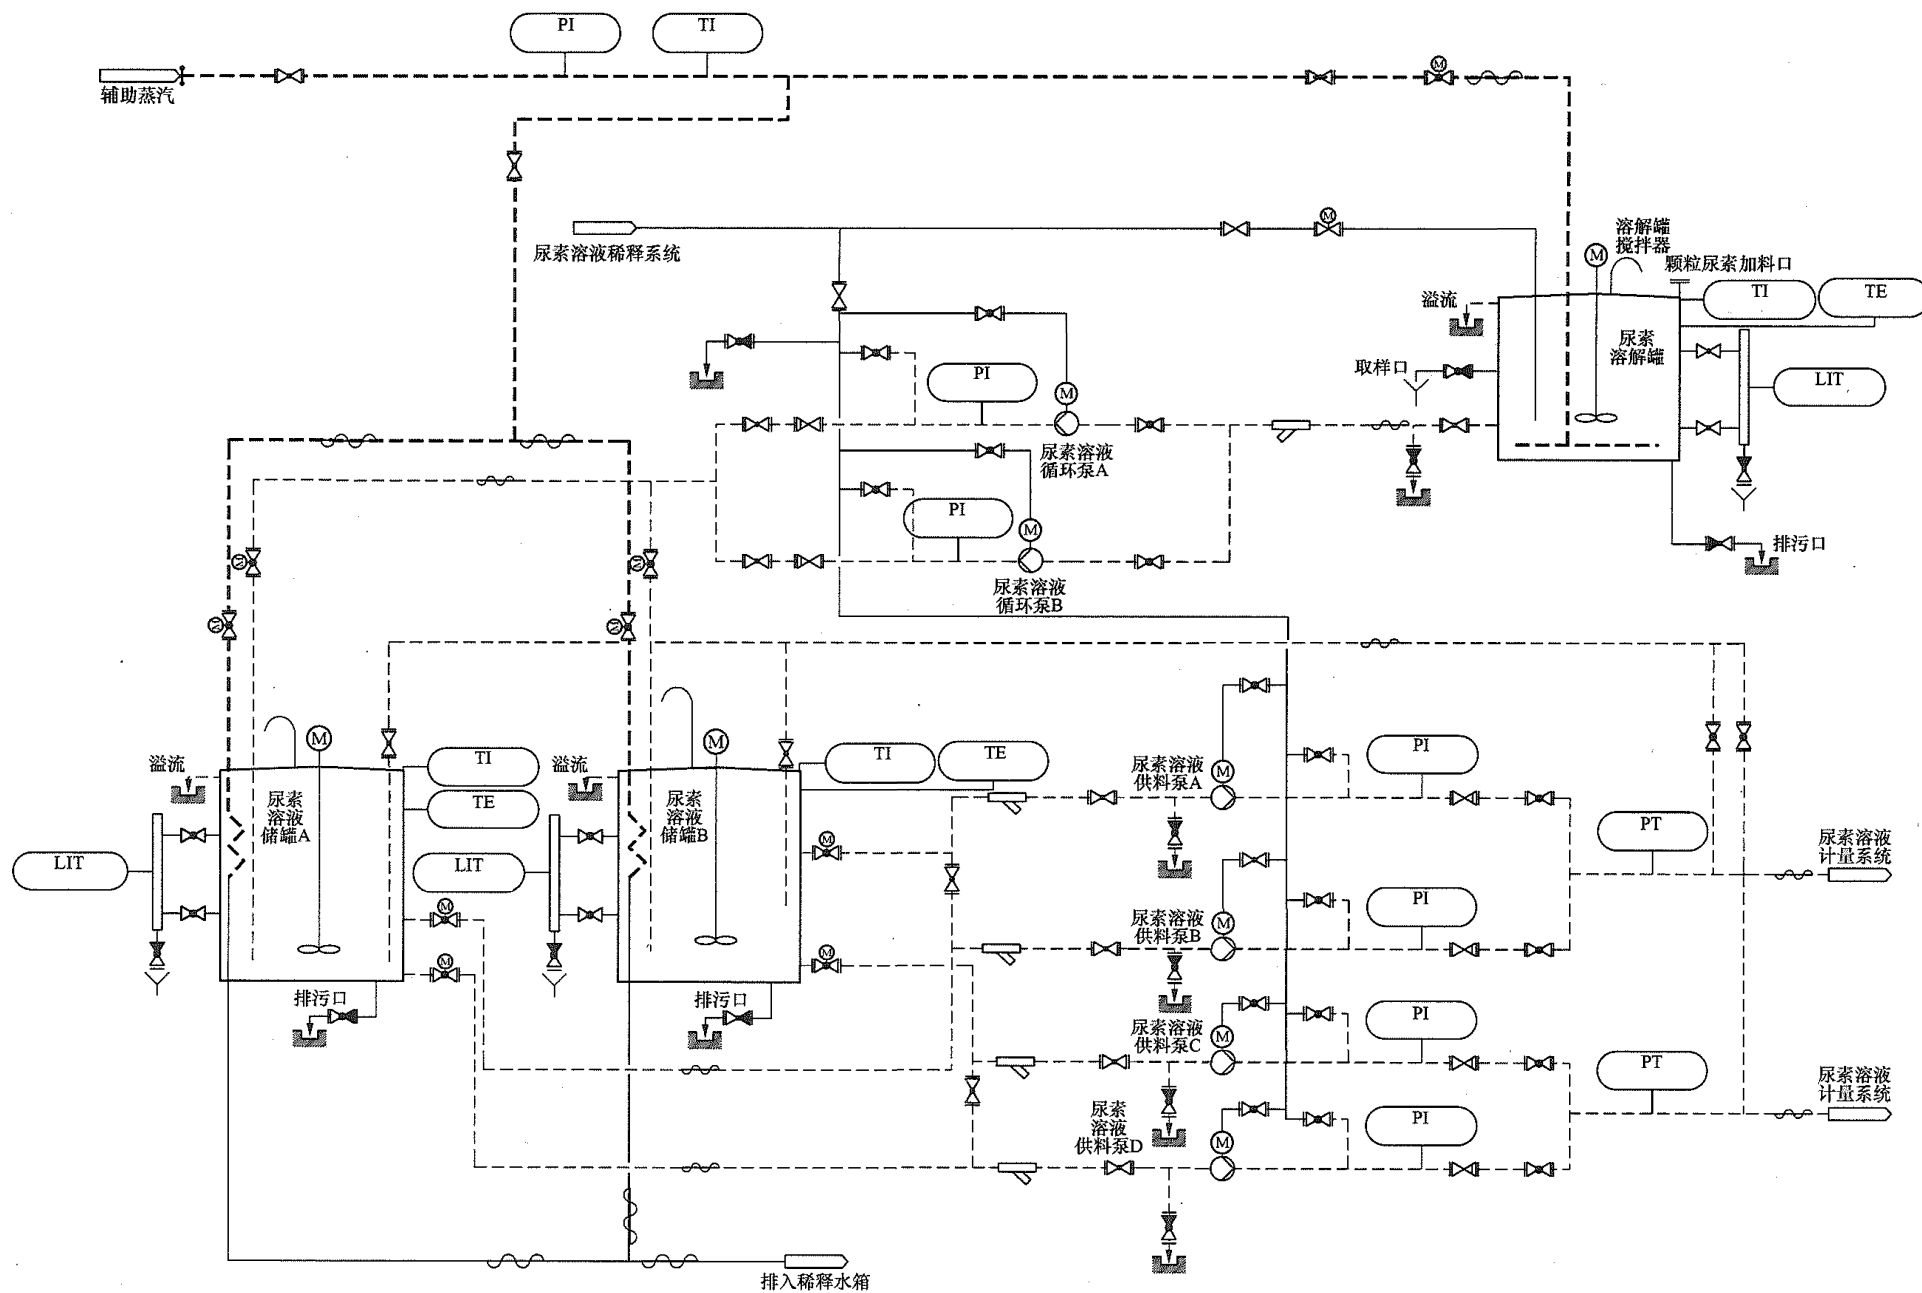 PI
TI
M
辅助蒸汽
尿素溶液稀释系统
M
溶解罐
搅拌器
M
颗粒尿素加料口
TI
TE
溢流
尿素
溶解罐
取样口
LIT
PI
M
尿素溶液
循环泵A
PI
M
尿素溶液
循环泵B
排污口
M
M
M
M
M
TI
TE
溢流
尿素
溶液
储罐A
LIT
M
M
排污口
M
TI
TE
溢流
尿素
溶液
储罐B
LIT
M
M
排污口
尿素溶液
供料泵A
M
PI
尿素溶液
供料泵B
M
PI
PT
尿素溶液
计量系统
尿素溶液
供料泵C
M
PI
尿素
溶液
供料泵D
M
PI
PT
尿素溶液
计量系统
排入稀释水箱